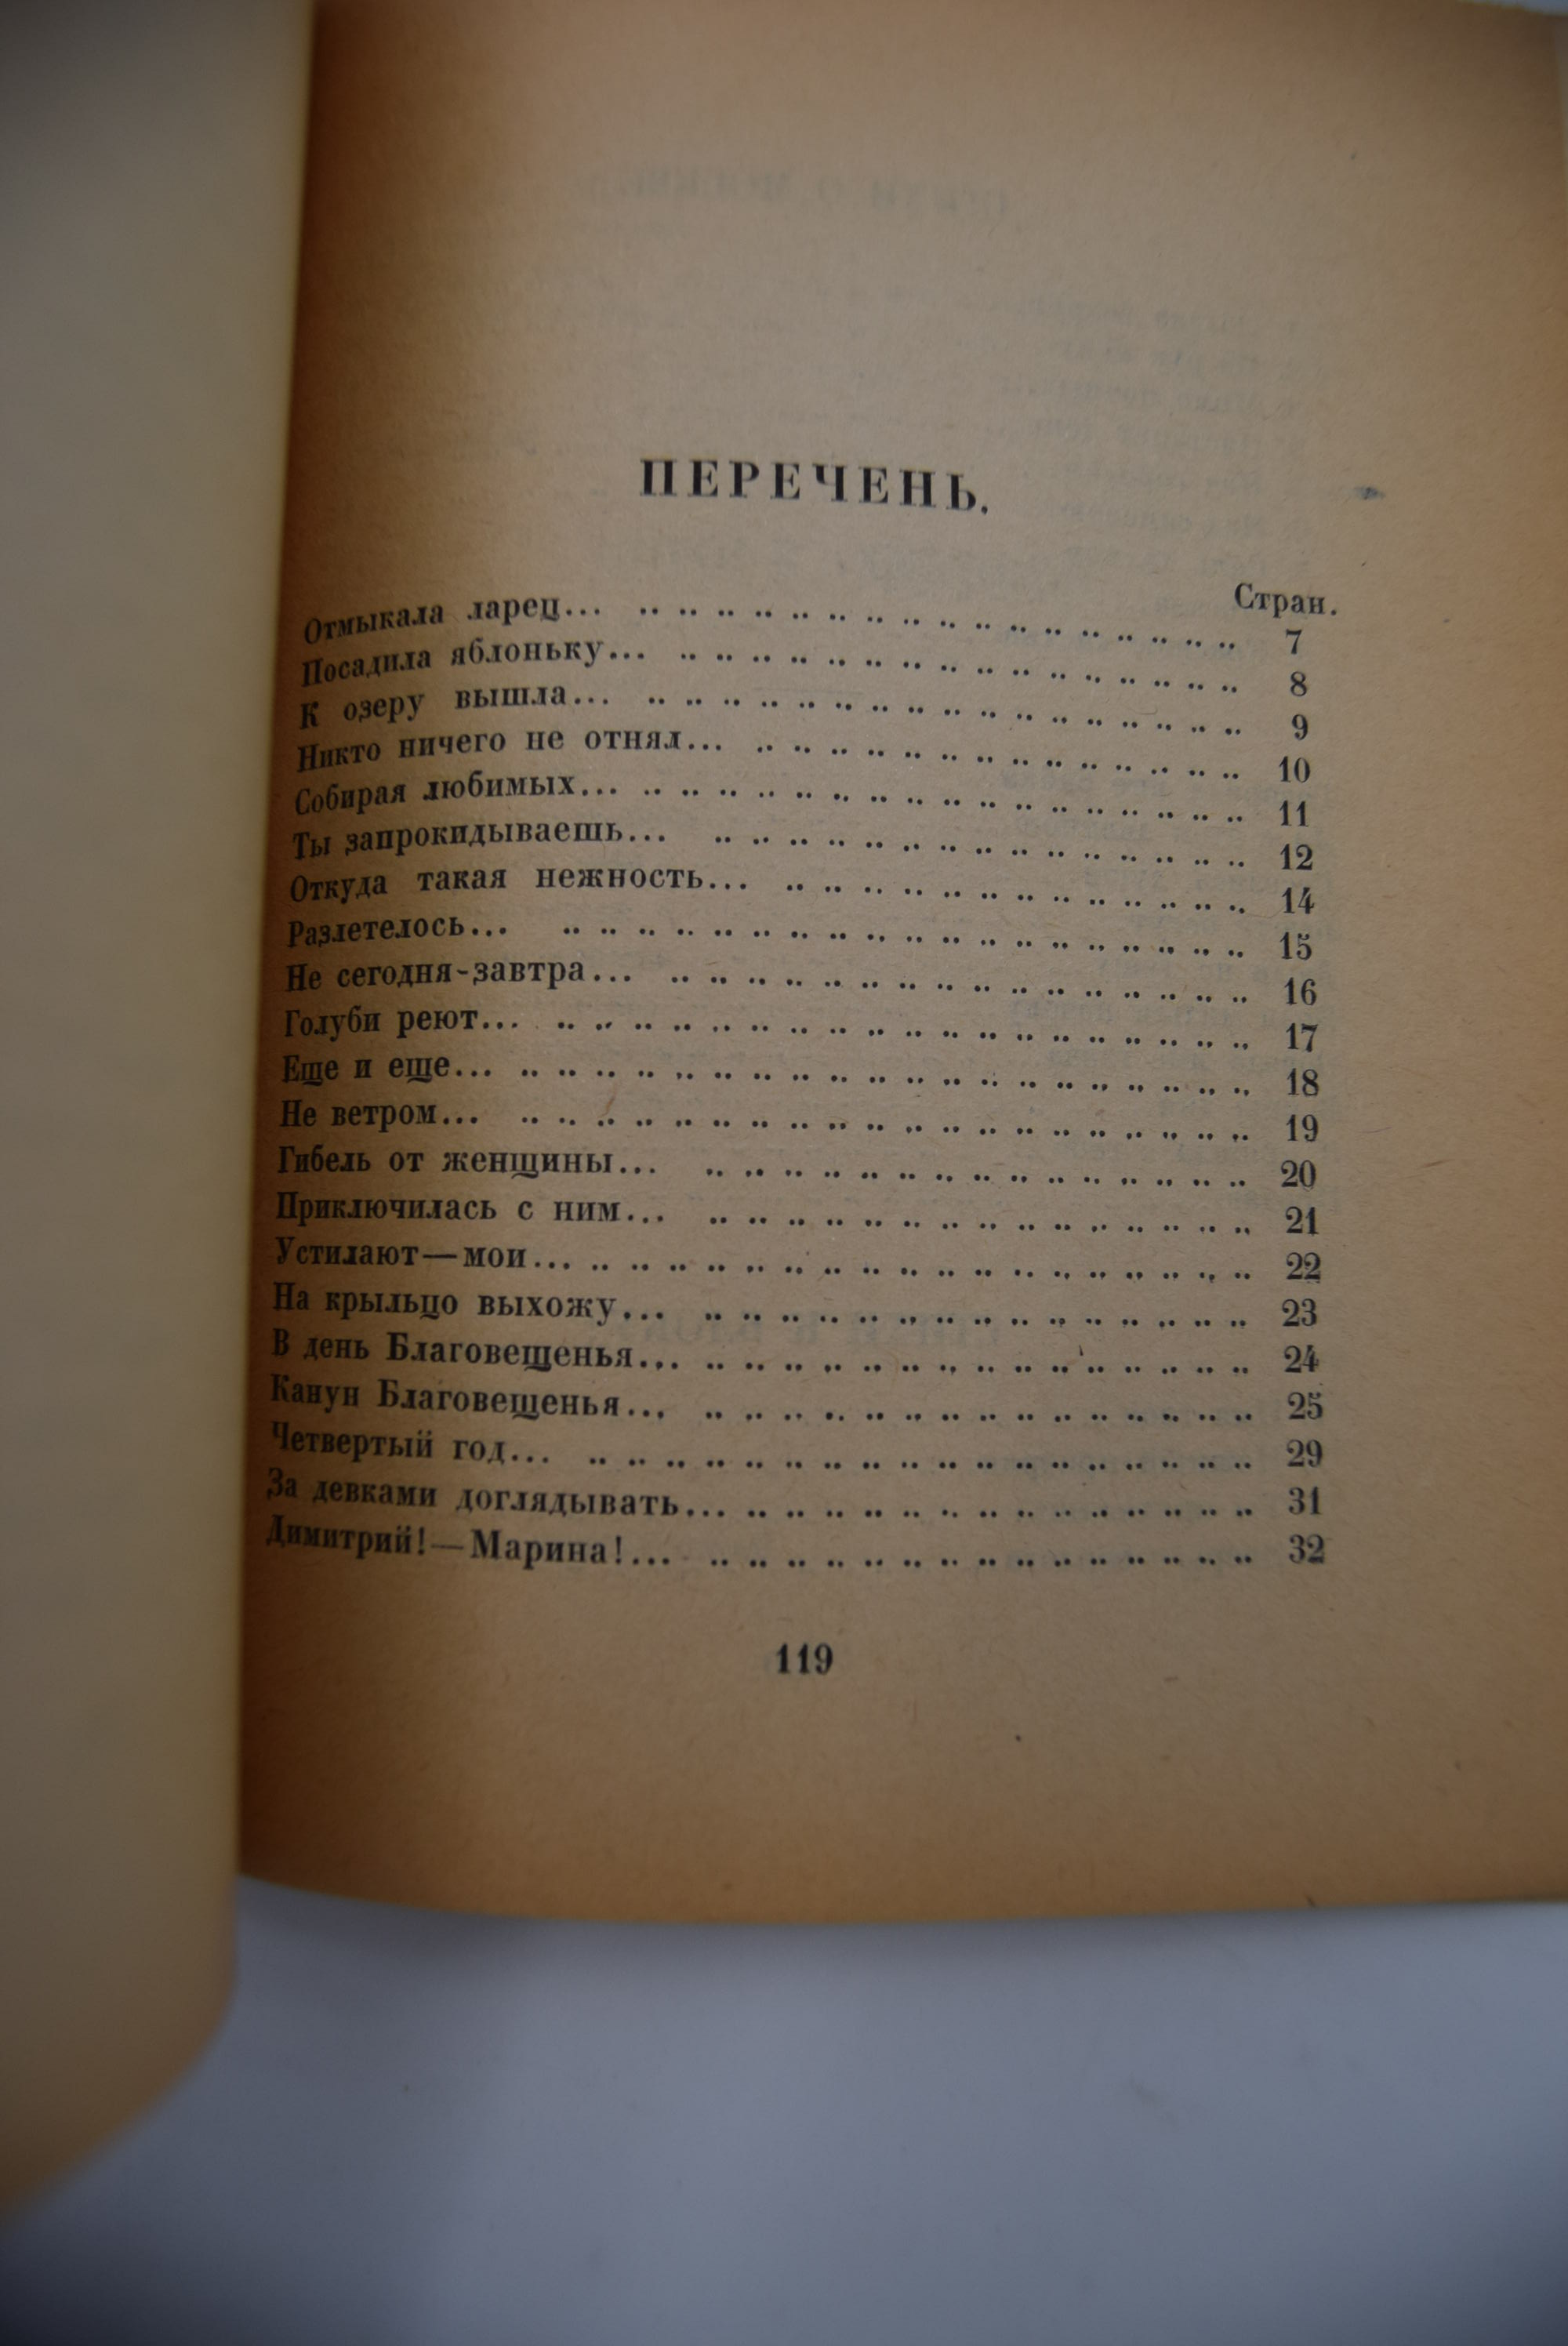 ПЕРЕЧЕНЬ.
Стран.
Отмыкала ларец... .. .. .. .. .. .. .. .. .. .. .. .. .. .. .. .. .. 7
Посадила яблоньку... .. .. .. .. .. .. .. .. .. .. .. .. .. .. .. .. 8
К озеру вышла... .. .. .. .. .. .. .. .. .. .. .. .. .. .. .. .. .. 9
Никто ничего не отнял... .. .. .. .. .. .. .. .. .. .. .. .. .. .. 10
Собирая любимых... .. .. .. .. .. .. .. .. .. .. .. .. .. .. .. .. .. 11
Ты запрокидываешь... .. .. .. .. .. .. .. .. .. .. .. .. .. .. .. 12
Откуда такая нежность... .. .. .. .. .. .. .. .. .. .. .. .. .. 14
Разлетелось... .. .. .. .. .. .. .. .. .. .. .. .. .. .. .. .. .. .. .. 15
Не сегодня-завтра... .. .. .. .. .. .. .. .. .. .. .. .. .. .. .. .. 16
Голуби реют... .. .. .. .. .. .. .. .. .. .. .. .. .. .. .. .. .. .. .. 17
Еще и еще... .. .. .. .. .. .. .. .. .. .. .. .. .. .. .. .. .. .. .. .. 18
Не ветром... .. .. .. .. .. .. .. .. .. .. .. .. .. .. .. .. .. .. .. .. 19
Гибель от женщины... .. .. .. .. .. .. .. .. .. .. .. .. .. .. .. 20
Приключилась с ним... .. .. .. .. .. .. .. .. .. .. .. .. .. .. .. 21
Устилают—мои... .. .. .. .. .. .. .. .. .. .. .. .. .. .. .. .. .. .. 22
На крыльцо выхожу... .. .. .. .. .. .. .. .. .. .. .. .. .. .. .. 23
В день Благовещенья... .. .. .. .. .. .. .. .. .. .. .. .. .. .. .. 24
Канун Благовещенья... .. .. .. .. .. .. .. .. .. .. .. .. .. .. .. 25
Четвертый год... .. .. .. .. .. .. .. .. .. .. .. .. .. .. .. .. .. .. 29
За девками доглядывать... .. .. .. .. .. .. .. .. .. .. .. .. .. .. 31
Димитрий!—Марина!... .. .. .. .. .. .. .. .. .. .. .. .. .. .. .. 32
119